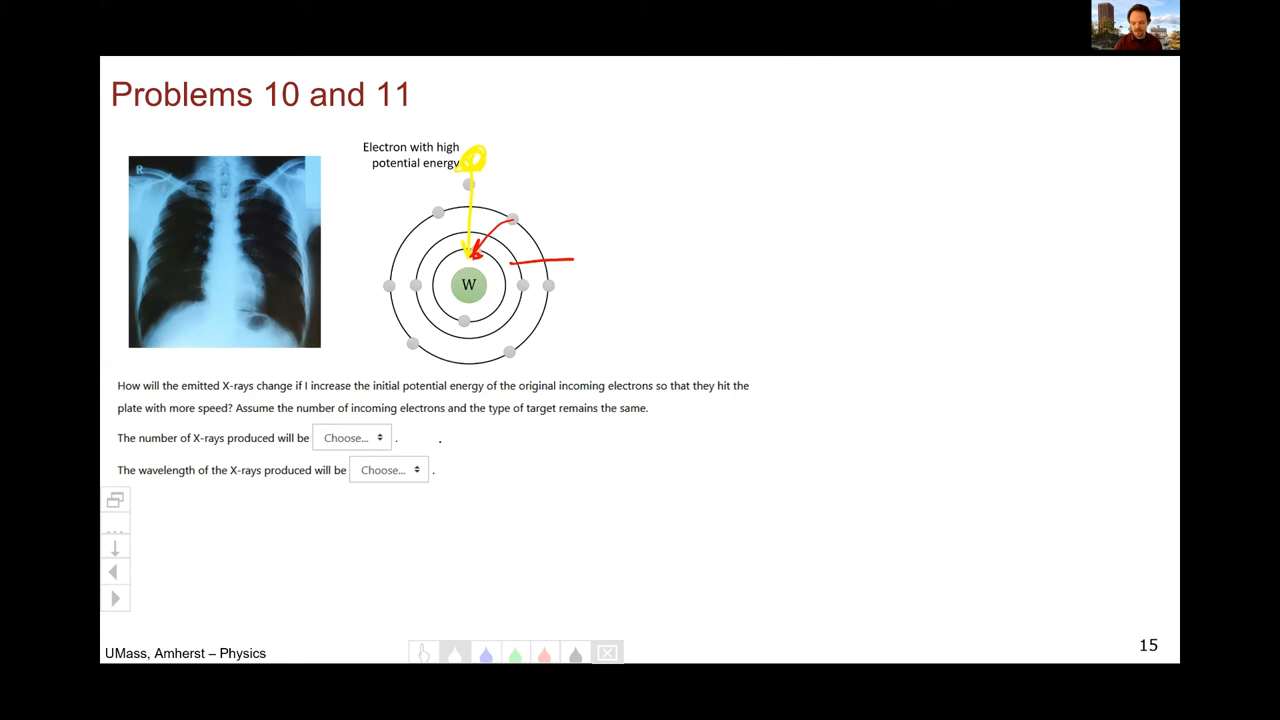 Problems 10 and 11
R
Electron with high
potential energy
W
How will the emitted X-rays change if I increase the initial potential energy of the original incoming electrons so that they hit the
plate with more speed? Assume the number of incoming electrons and the type of target remains the same.
The number of X-rays produced will be Choose... .
The wavelength of the X-rays produced will be Choose... .
UMass, Amherst – Physics
15